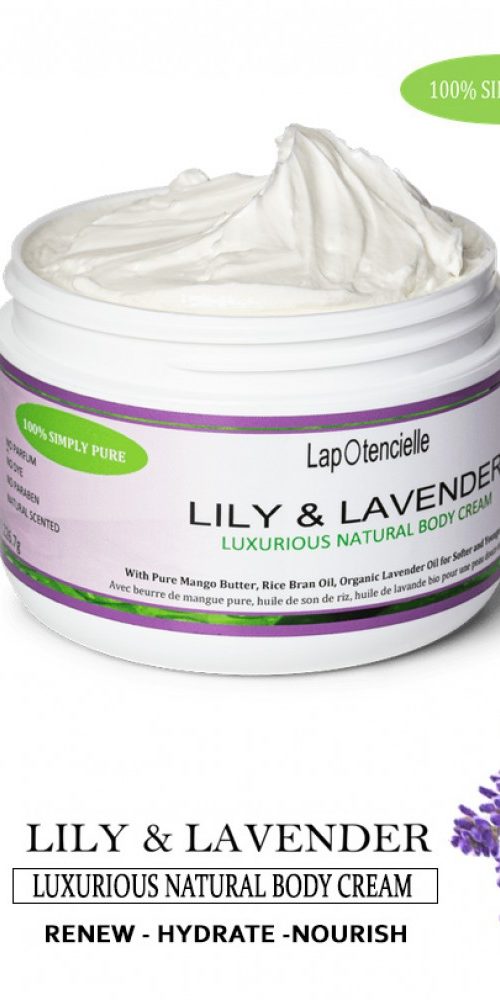 100% SI
100% SIMPLY PURE
NO PARFUM
NO DYE
NO PARABEN
NATURAL SCENTED
LapOtencielle
LILY & LAVENDER
LUXURIOUS NATURAL BODY CREAM
With Pure Mango Butter, Rice Bran Oil, Organic Lavender Oil for Softer and
Avec beurre de mangue pure, huile de son de riz, huile de lavande bio pour une peau
LILY & LAVENDER
LUXURIOUS NATURAL BODY CREAM
RENEW - HYDRATE -NOURISH